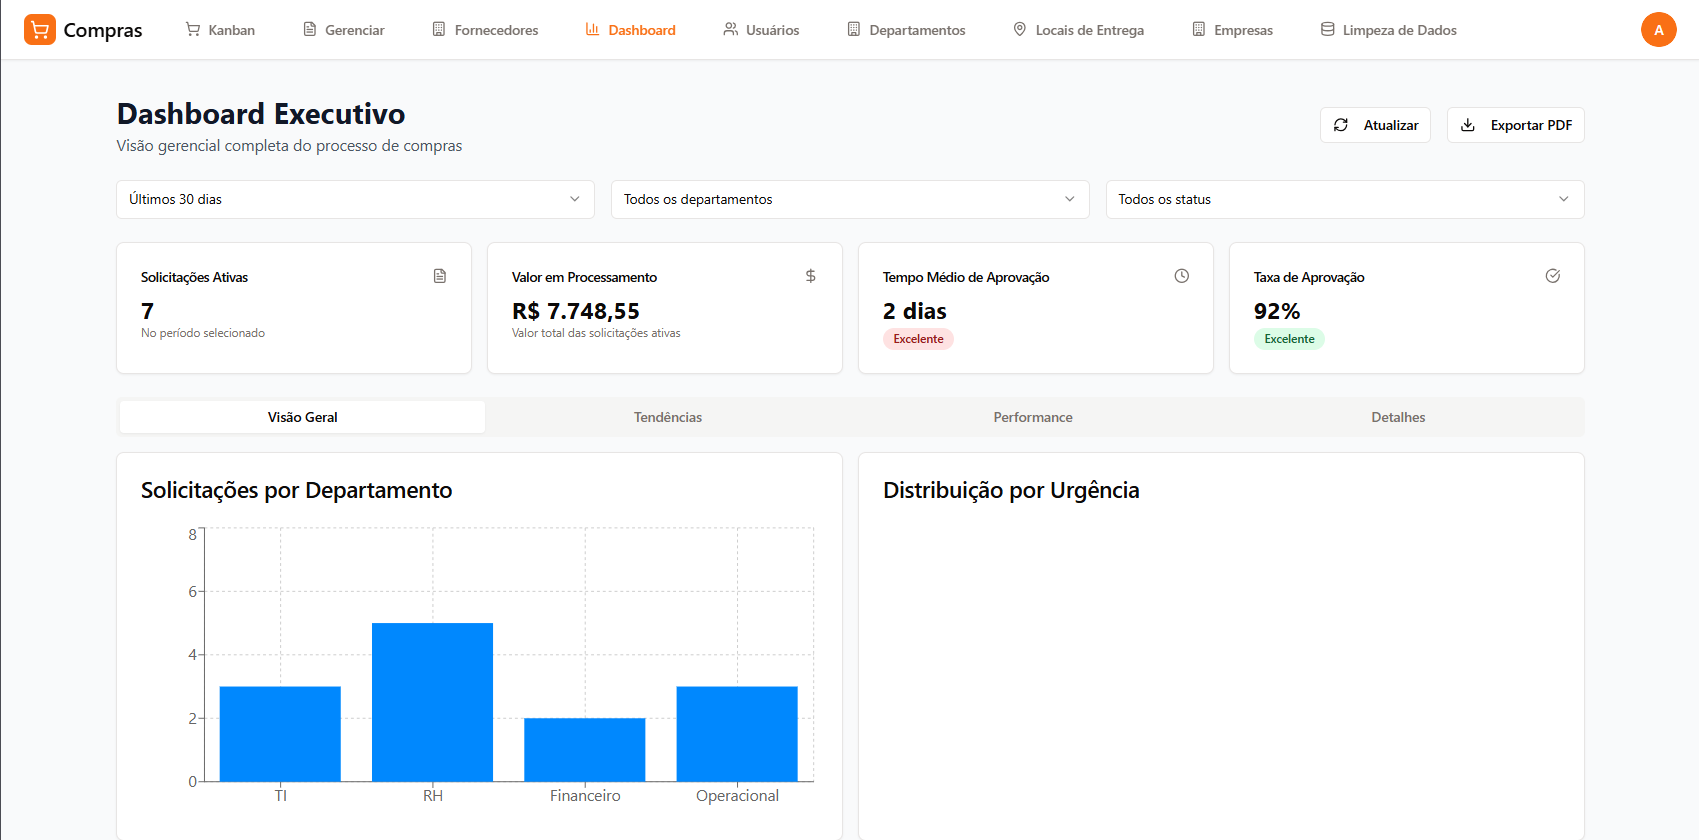 Compras
Kanban
Gerenciar
Fornecedores
Dashboard
Usuários
Departamentos
Locais de Entrega
Empresas
Limpeza de Dados
A
Dashboard Executivo
Visão gerencial completa do processo de compras
Atualizar
Exportar PDF
Últimos 30 dias
Todos os departamentos
Todos os status
Solicitações Ativas
7
No período selecionado
Valor em Processamento
R$ 7.748,55
Valor total das solicitações ativas
Tempo Médio de Aprovação
2 dias
Excelente
Taxa de Aprovação
92%
Excelente
Visão Geral
Tendências
Performance
Detalhes
Solicitações por Departamento
8
6
4
2
0
TI
RH
Financeiro
Operacional
Distribuição por Urgência